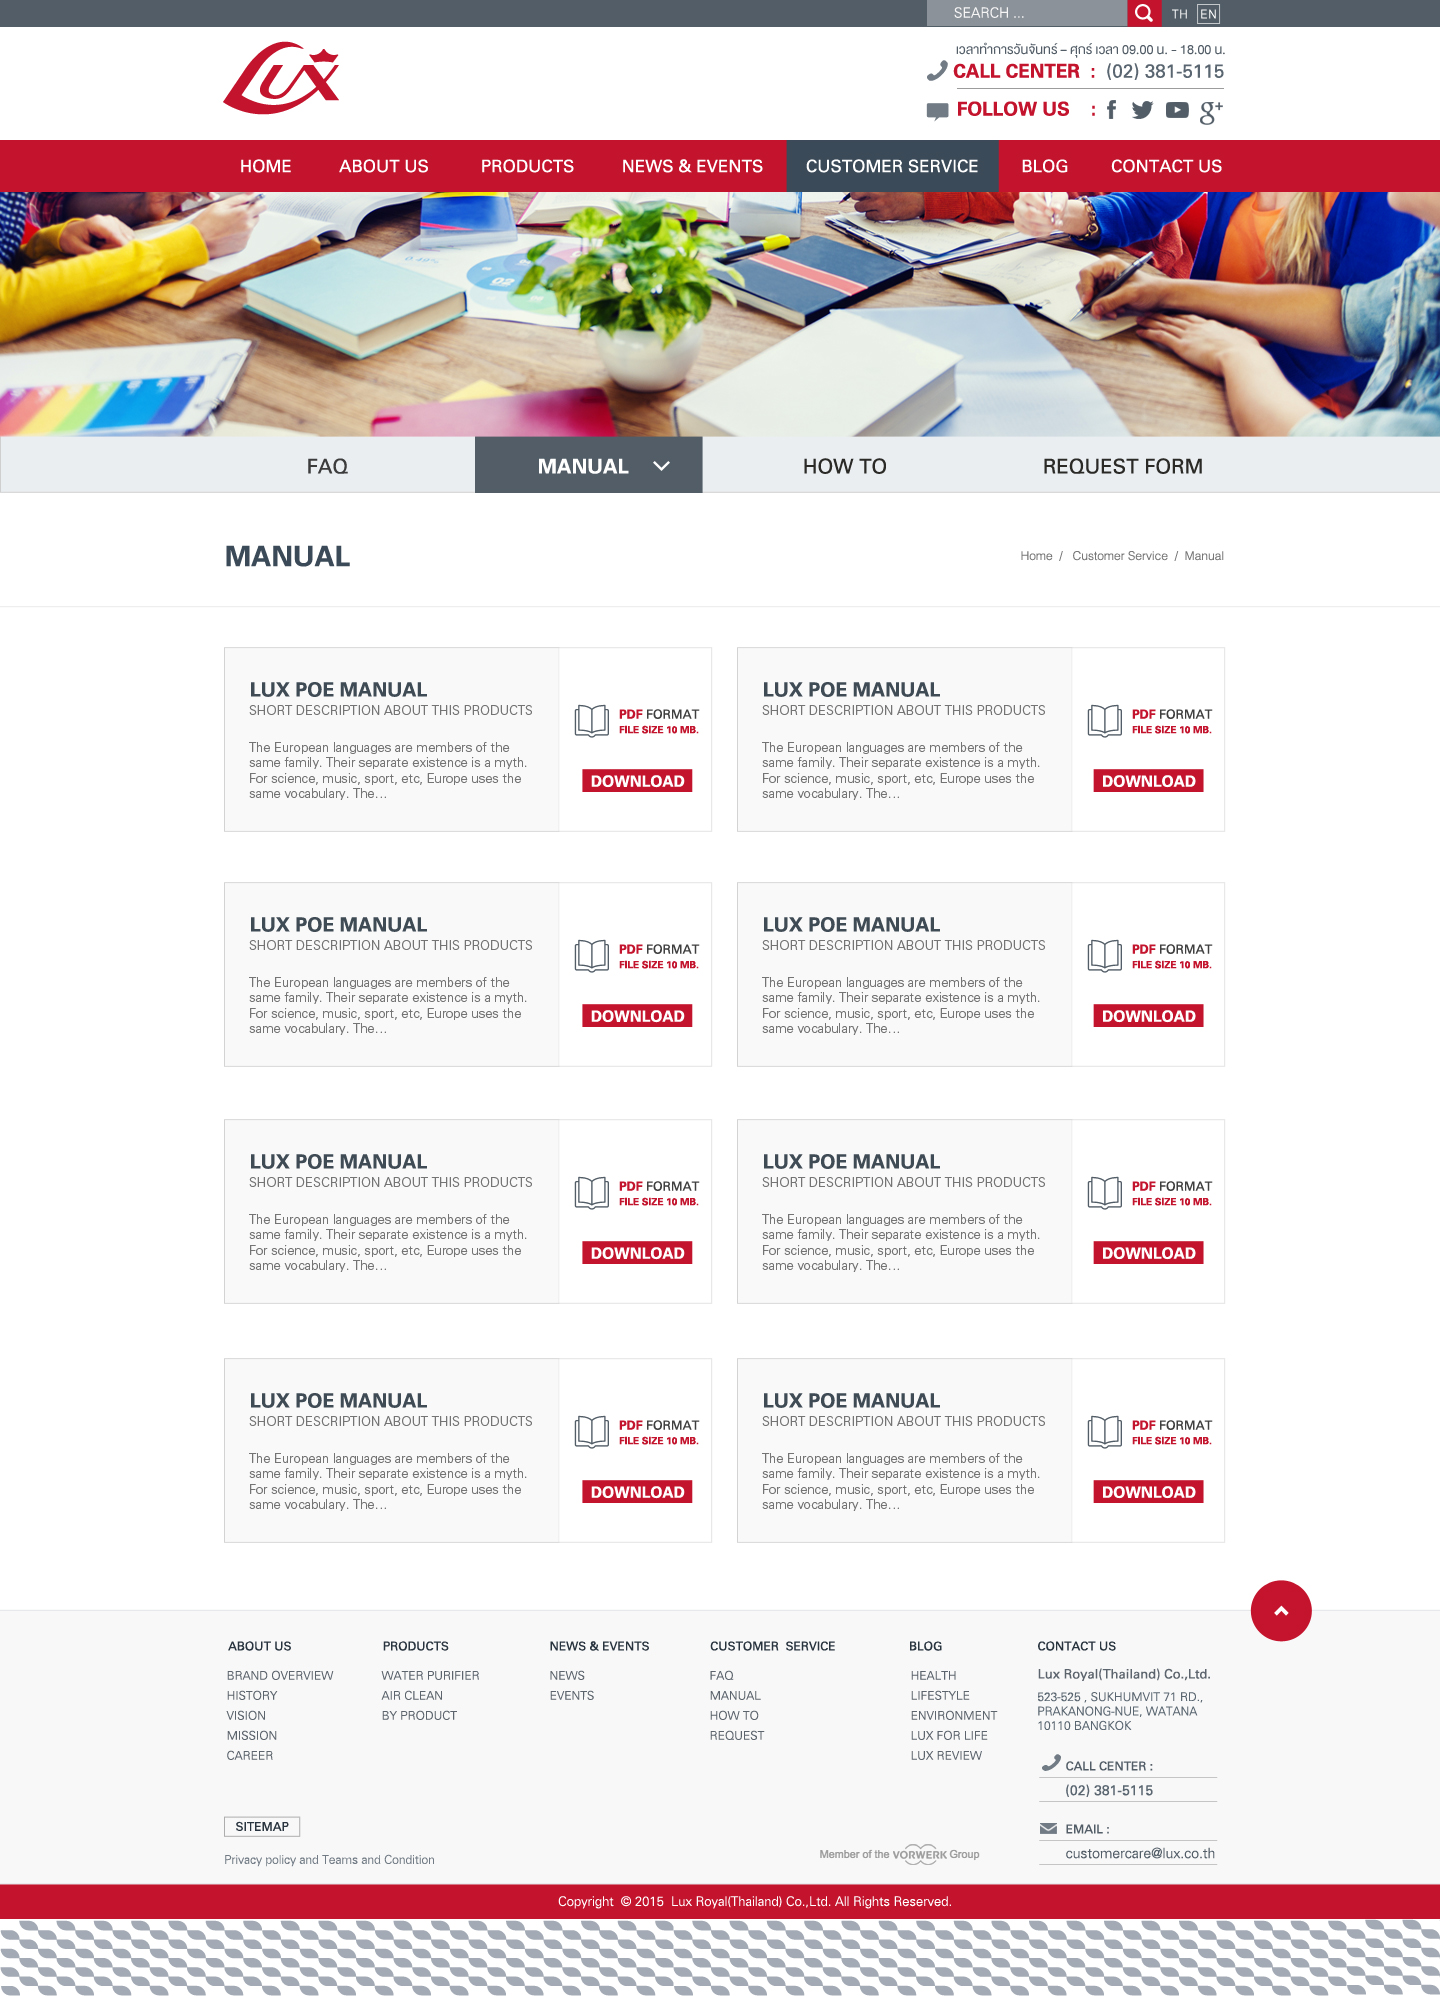 SEARCH ...
TH EN
LUX
เวลาทำการวันจันทร์ – ศุกร์ เวลา 09.00 น. - 18.00 น.
CALL CENTER : (02) 381-5115
FOLLOW US :
HOME ABOUT US PRODUCTS NEWS & EVENTS CUSTOMER SERVICE BLOG CONTACT US
FAQ MANUAL HOW TO REQUEST FORM
MANUAL
Home / Customer Service / Manual
LUX POE MANUAL
SHORT DESCRIPTION ABOUT THIS PRODUCTS
The European languages are members of the
same family. Their separate existence is a myth.
For science, music, sport, etc, Europe uses the
same vocabulary. The...
PDF FORMAT
FILE SIZE 10 MB.
DOWNLOAD
LUX POE MANUAL
SHORT DESCRIPTION ABOUT THIS PRODUCTS
The European languages are members of the
same family. Their separate existence is a myth.
For science, music, sport, etc, Europe uses the
same vocabulary. The...
PDF FORMAT
FILE SIZE 10 MB.
DOWNLOAD
LUX POE MANUAL
SHORT DESCRIPTION ABOUT THIS PRODUCTS
The European languages are members of the
same family. Their separate existence is a myth.
For science, music, sport, etc, Europe uses the
same vocabulary. The...
PDF FORMAT
FILE SIZE 10 MB.
DOWNLOAD
LUX POE MANUAL
SHORT DESCRIPTION ABOUT THIS PRODUCTS
The European languages are members of the
same family. Their separate existence is a myth.
For science, music, sport, etc, Europe uses the
same vocabulary. The...
PDF FORMAT
FILE SIZE 10 MB.
DOWNLOAD
LUX POE MANUAL
SHORT DESCRIPTION ABOUT THIS PRODUCTS
The European languages are members of the
same family. Their separate existence is a myth.
For science, music, sport, etc, Europe uses the
same vocabulary. The...
PDF FORMAT
FILE SIZE 10 MB.
DOWNLOAD
LUX POE MANUAL
SHORT DESCRIPTION ABOUT THIS PRODUCTS
The European languages are members of the
same family. Their separate existence is a myth.
For science, music, sport, etc, Europe uses the
same vocabulary. The...
PDF FORMAT
FILE SIZE 10 MB.
DOWNLOAD
LUX POE MANUAL
SHORT DESCRIPTION ABOUT THIS PRODUCTS
The European languages are members of the
same family. Their separate existence is a myth.
For science, music, sport, etc, Europe uses the
same vocabulary. The...
PDF FORMAT
FILE SIZE 10 MB.
DOWNLOAD
LUX POE MANUAL
SHORT DESCRIPTION ABOUT THIS PRODUCTS
The European languages are members of the
same family. Their separate existence is a myth.
For science, music, sport, etc, Europe uses the
same vocabulary. The...
PDF FORMAT
FILE SIZE 10 MB.
DOWNLOAD
ABOUT US
BRAND OVERVIEW
HISTORY
VISION
MISSION
CAREER
PRODUCTS
WATER PURIFIER
AIR CLEAN
BY PRODUCT
NEWS & EVENTS
NEWS
EVENTS
CUSTOMER SERVICE
FAQ
MANUAL
HOW TO
REQUEST
BLOG
HEALTH
LIFESTYLE
ENVIRONMENT
LUX FOR LIFE
LUX REVIEW
CONTACT US
Lux Royal(Thailand) Co.,Ltd.
523-525 , SUKHUMVIT 71 RD.,
PRAKANONG-NUE, WATANA
10110 BANGKOK
CALL CENTER :
(02) 381-5115
EMAIL :
customercare@lux.co.th
SITEMAP
Privacy policy and Teams and Condition
Member of the VORWERK Group
Copyright © 2015 Lux Royal(Thailand) Co.,Ltd. All Rights Reserved.